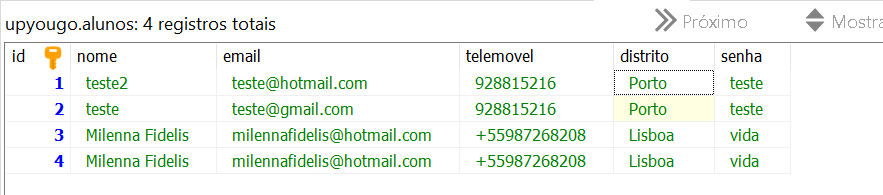 upyougo.alunos: 4 registros totais Próximo Mostra
id nome email telemovel distrito senha
1 teste2 teste@hotmail.com 928815216 Porto teste
2 teste teste@gmail.com 928815216 Porto teste
3 Milenna Fidelis milennafidelis@hotmail.com +55987268208 Lisboa vida
4 Milenna Fidelis milennafidelis@hotmail.com +55987268208 Lisboa vida